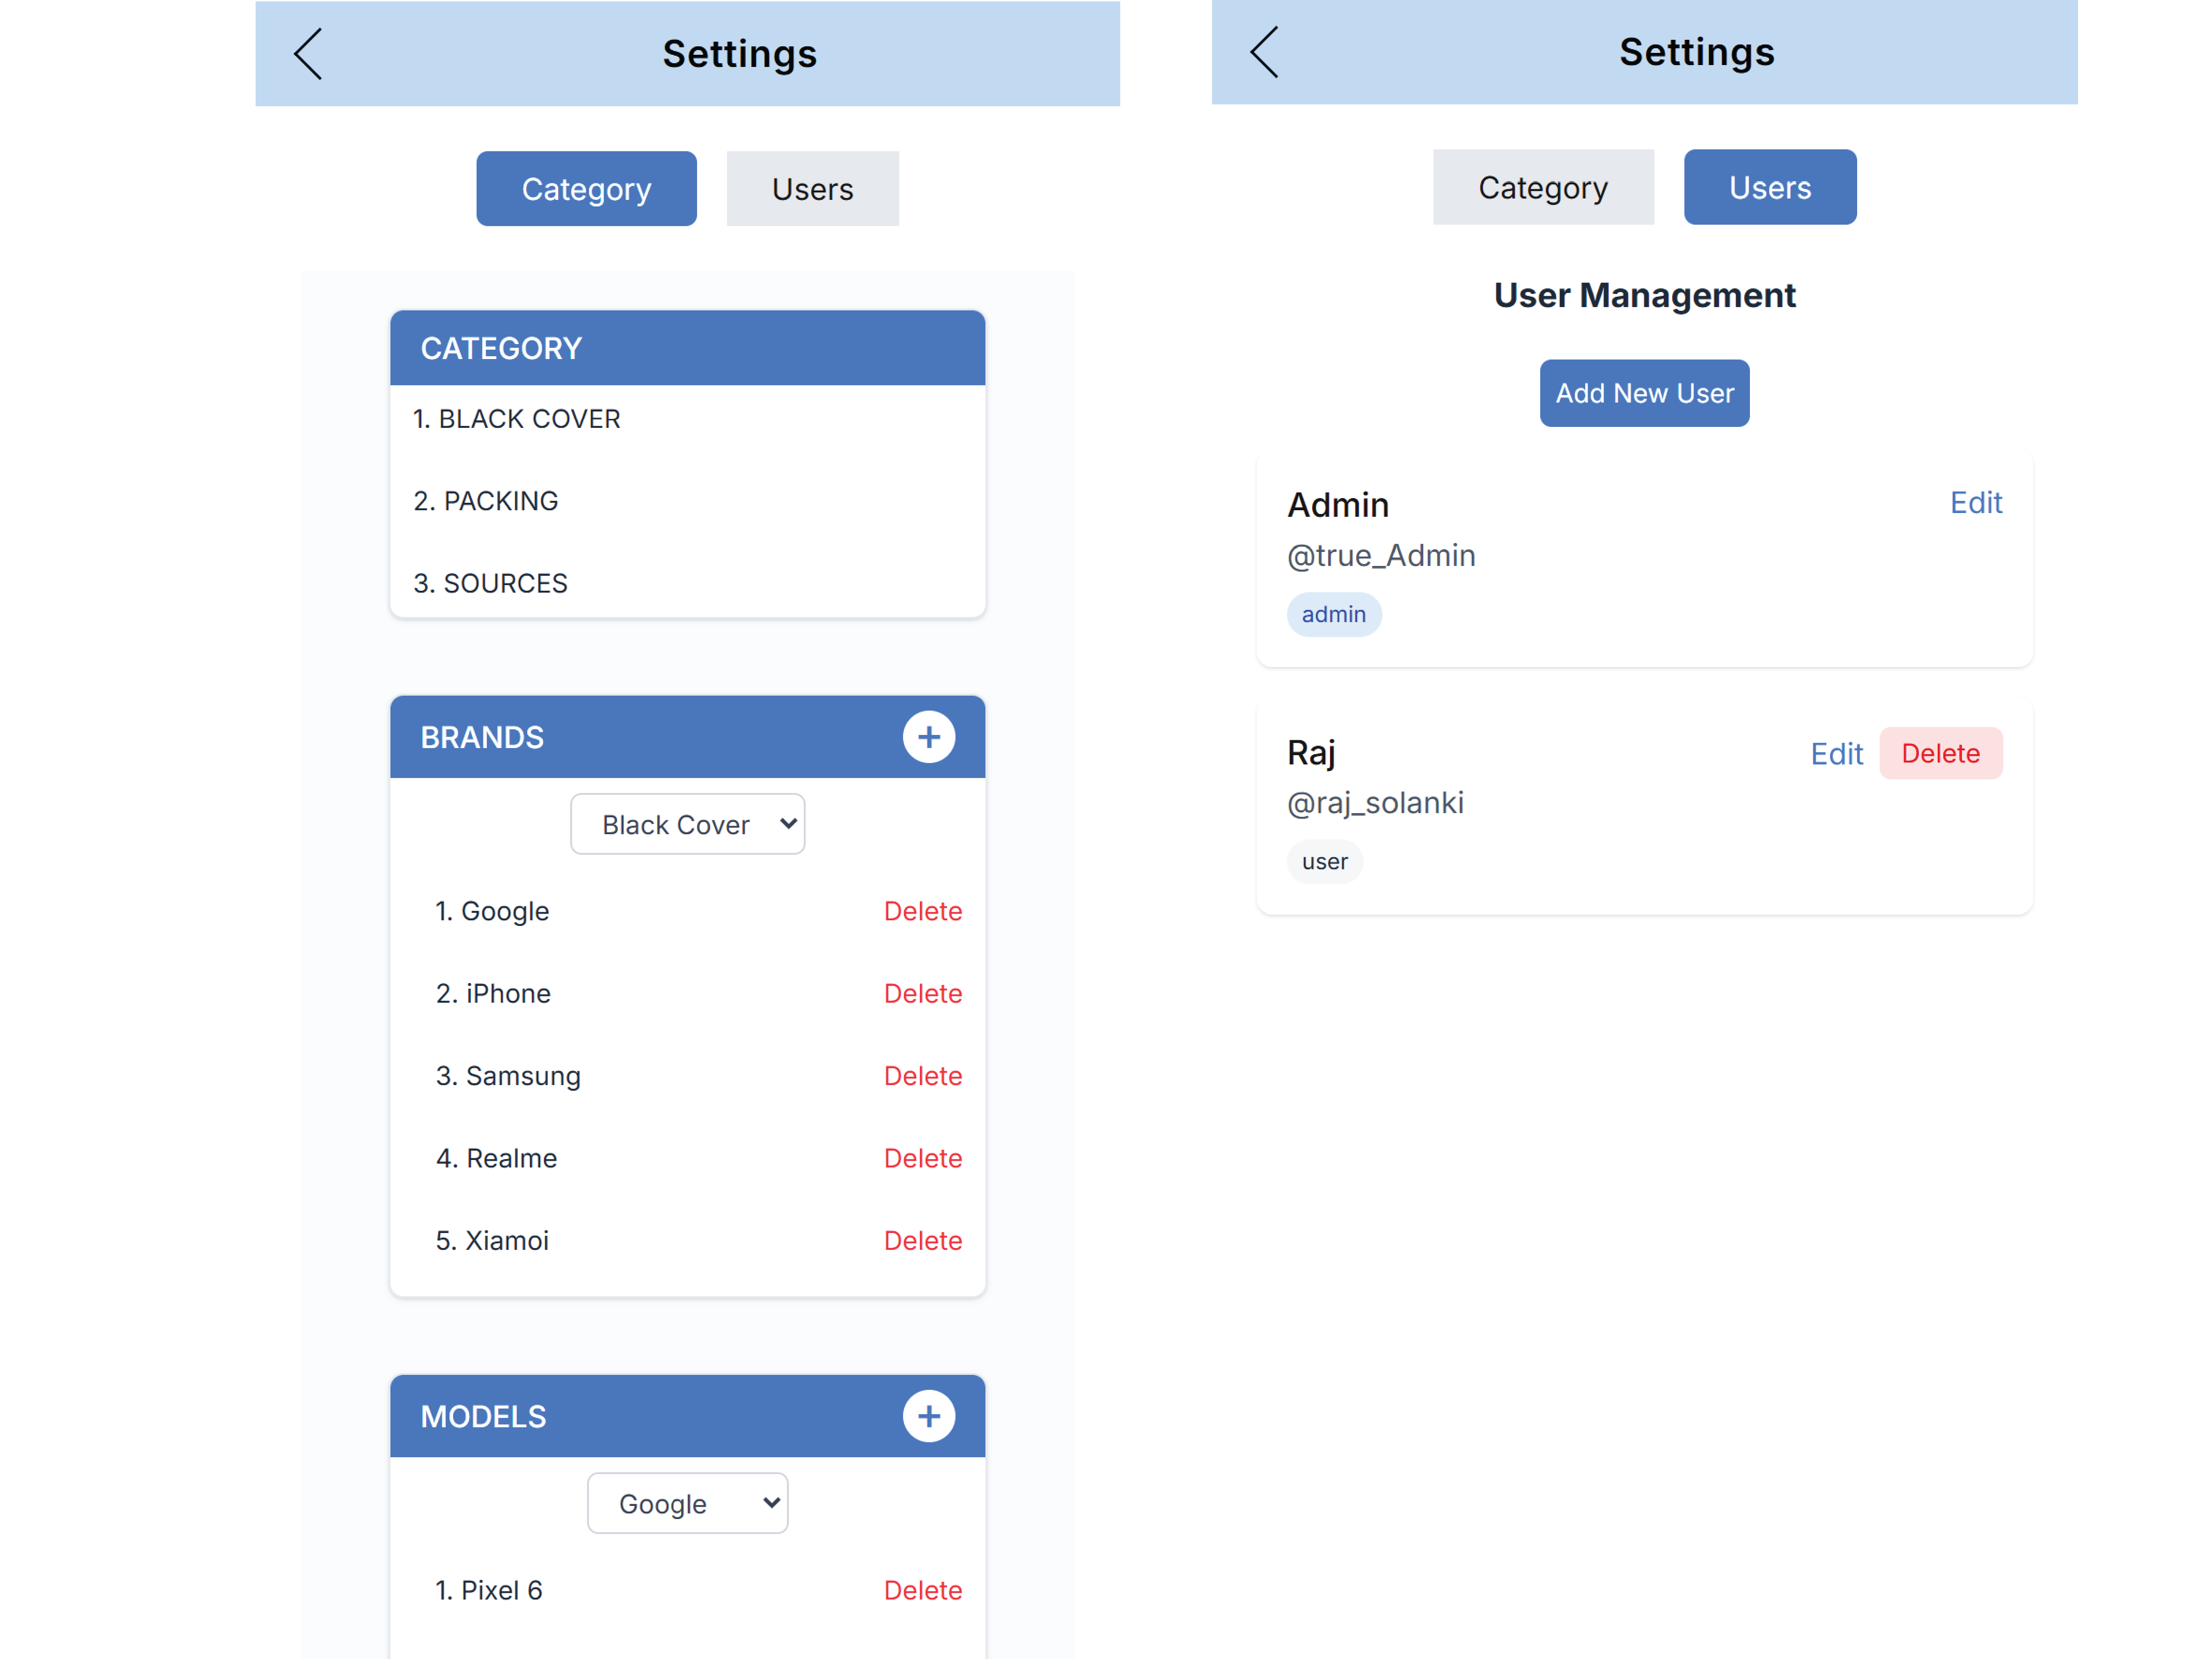 Settings
Category Users
CATEGORY
1. BLACK COVER
2. PACKING
3. SOURCES
BRANDS +
Black Cover
1. Google Delete
2. iPhone Delete
3. Samsung Delete
4. Realme Delete
5. Xiamoi Delete
MODELS +
Google
1. Pixel 6 Delete
Settings
Category Users
User Management
Add New User
Admin Edit
@true_Admin
admin
Raj Edit Delete
@raj_solanki
user